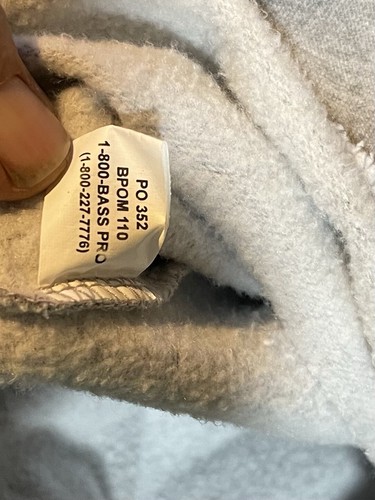 PO 352
BPOM 110
1-800-BASS PRO
(1-800-227-7776)